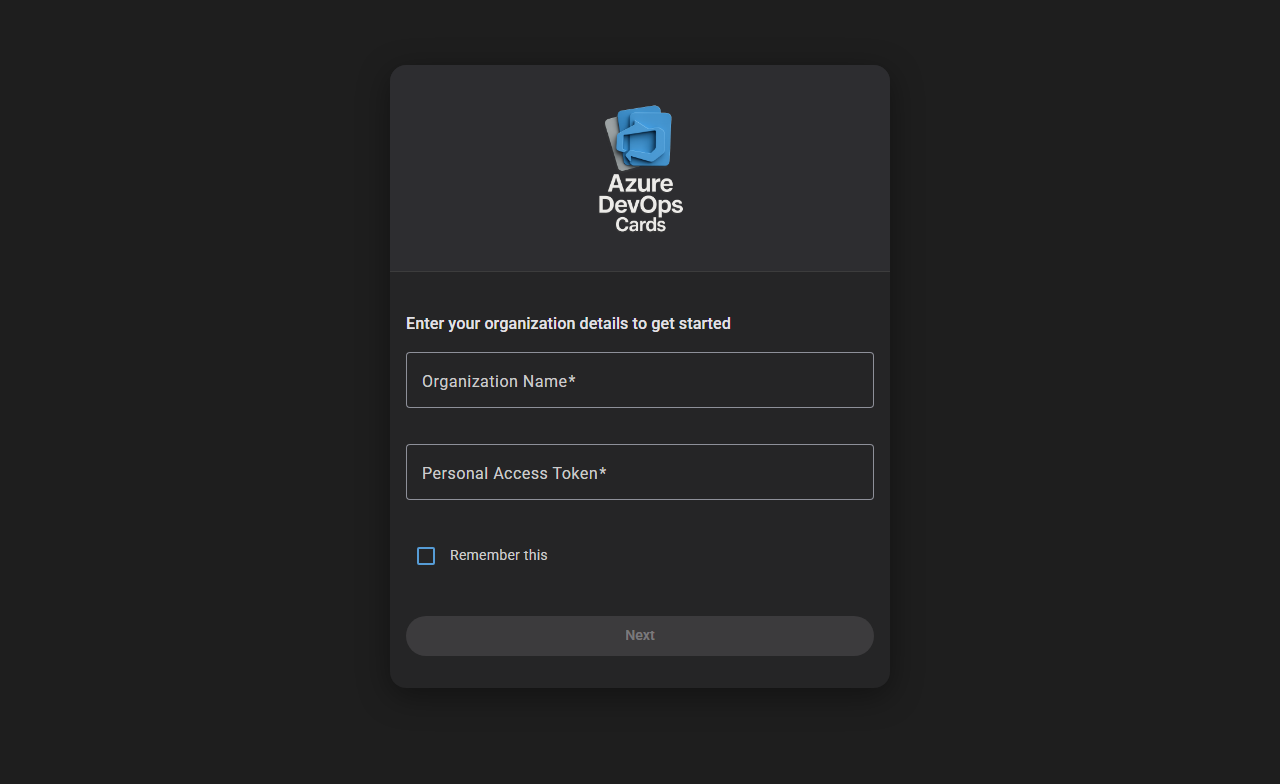 Azure
DevOps
Cards
Enter your organization details to get started
Organization Name*
Personal Access Token*
Remember this
Next